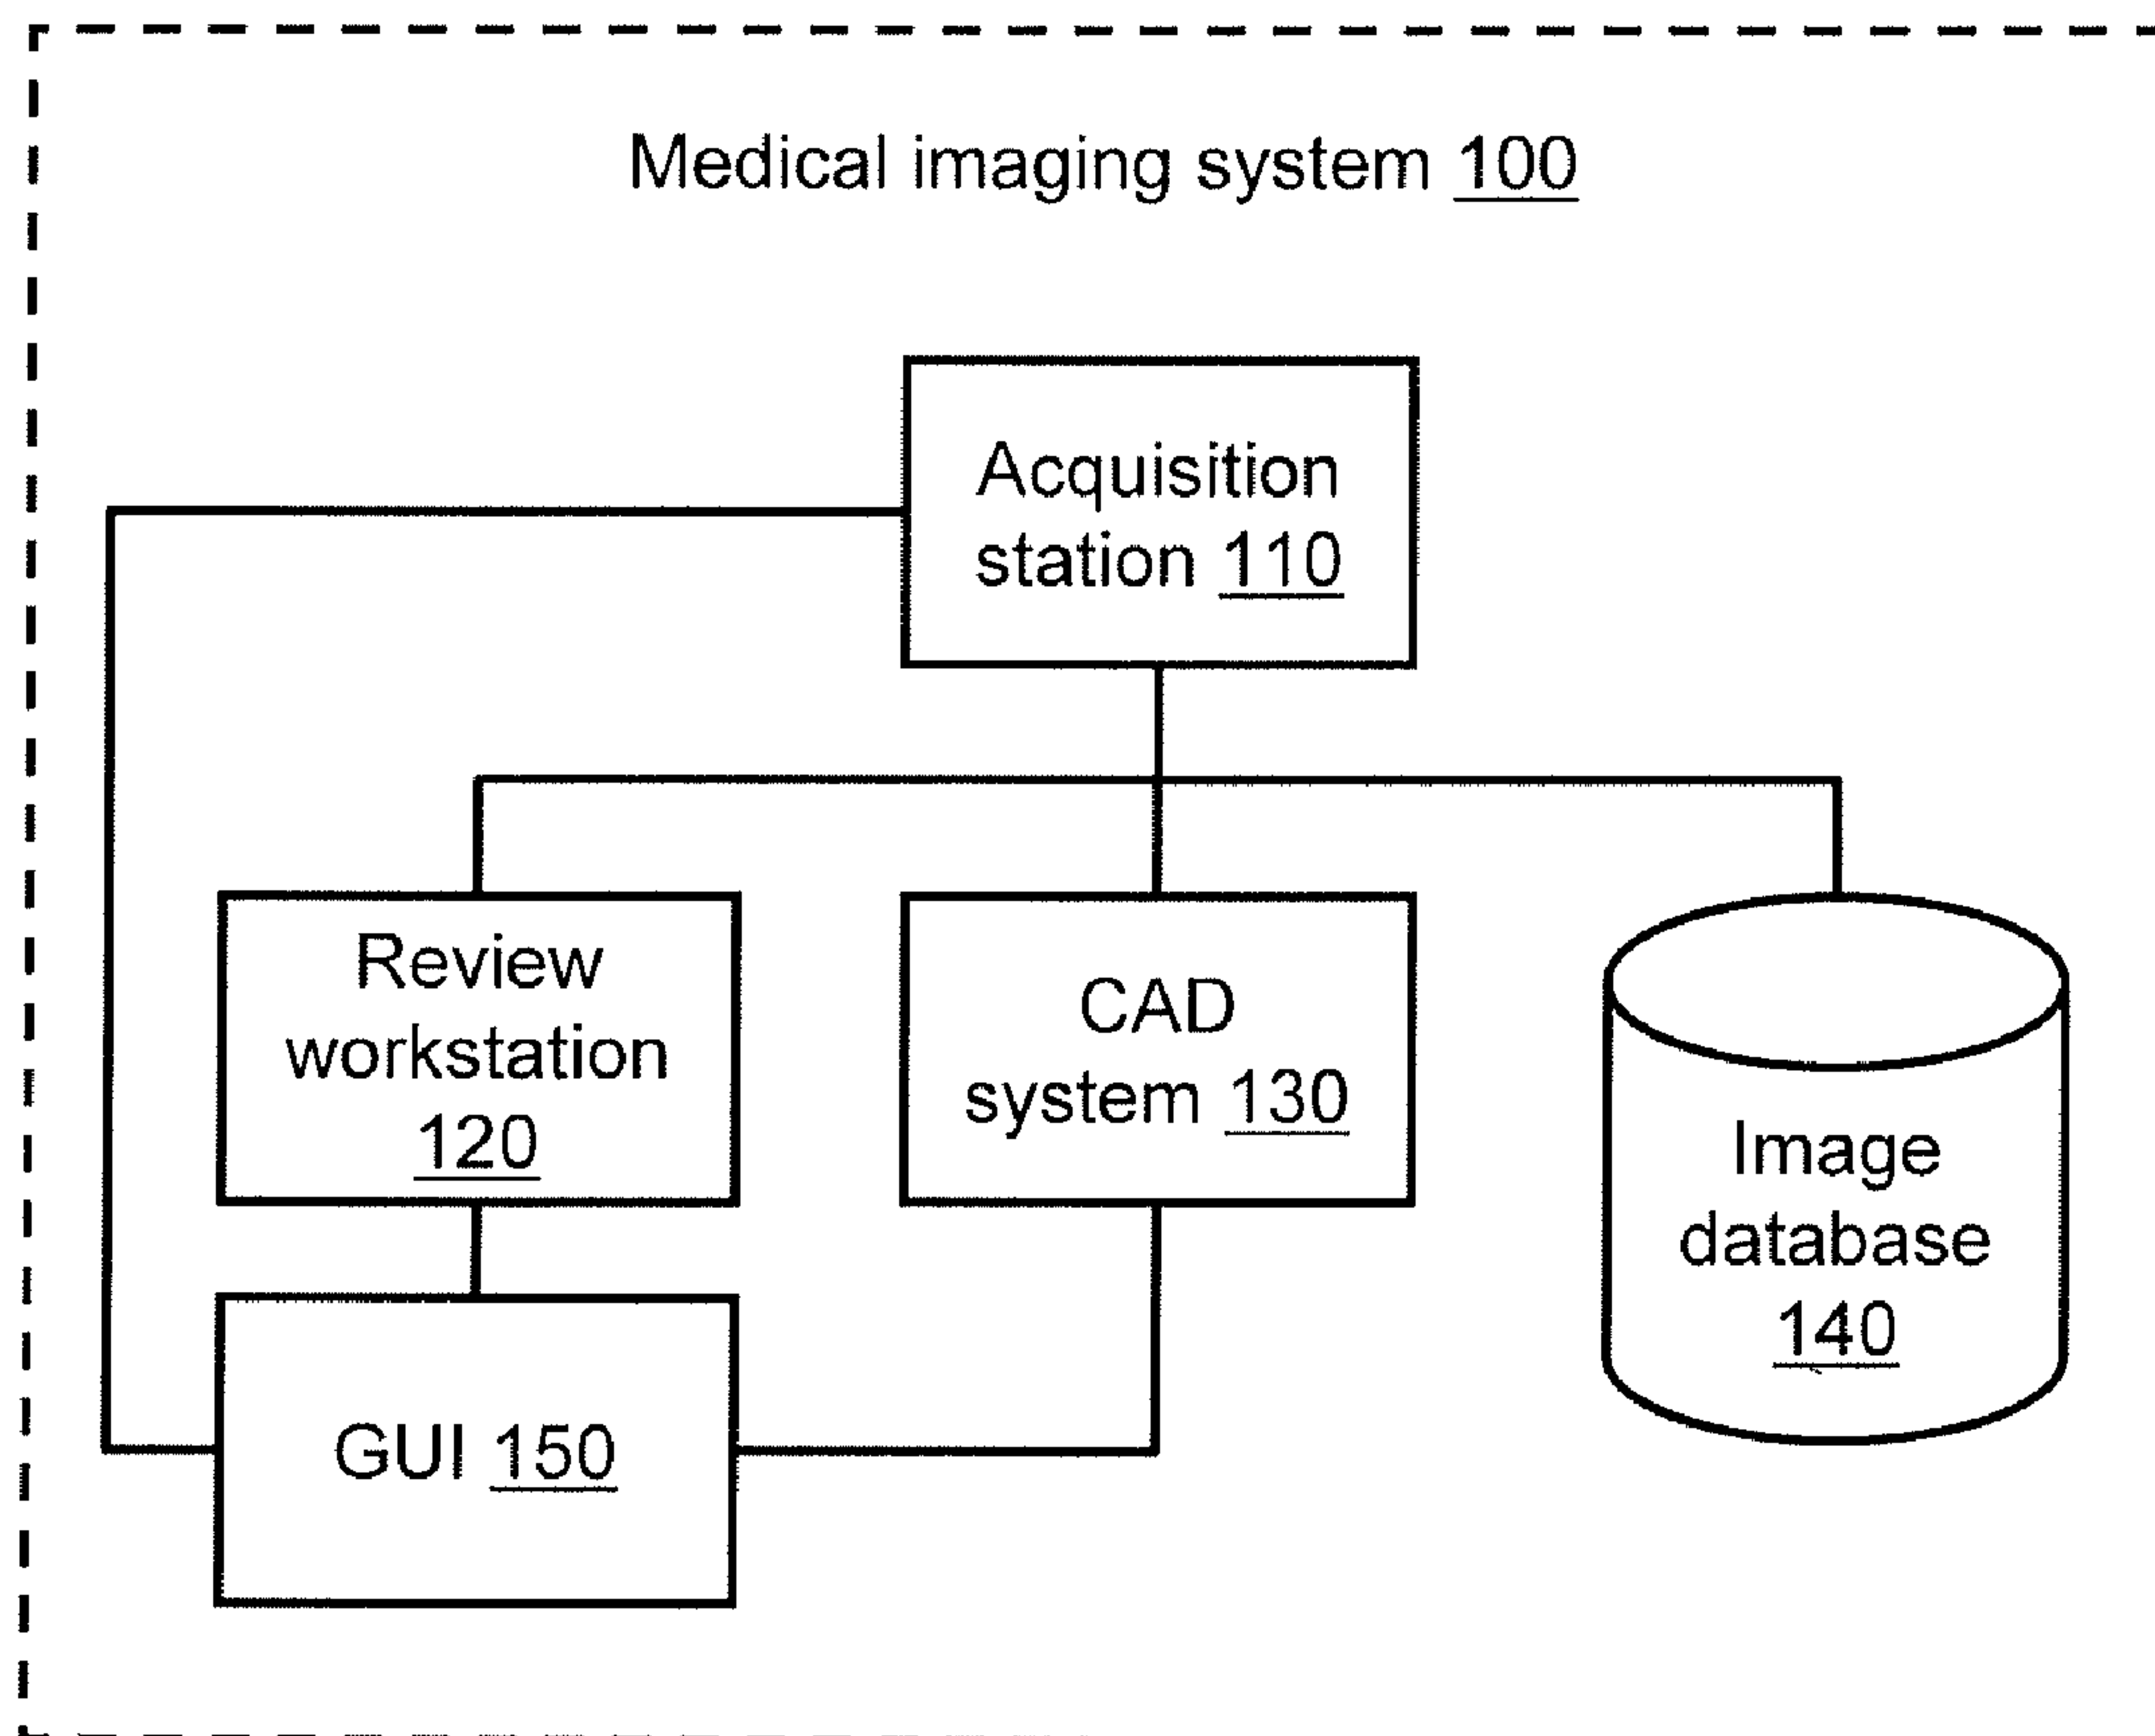 Medical imaging system 100
Acquisition
station 110
Review
workstation
120
CAD
system 130
Image
database
140
GUI 150